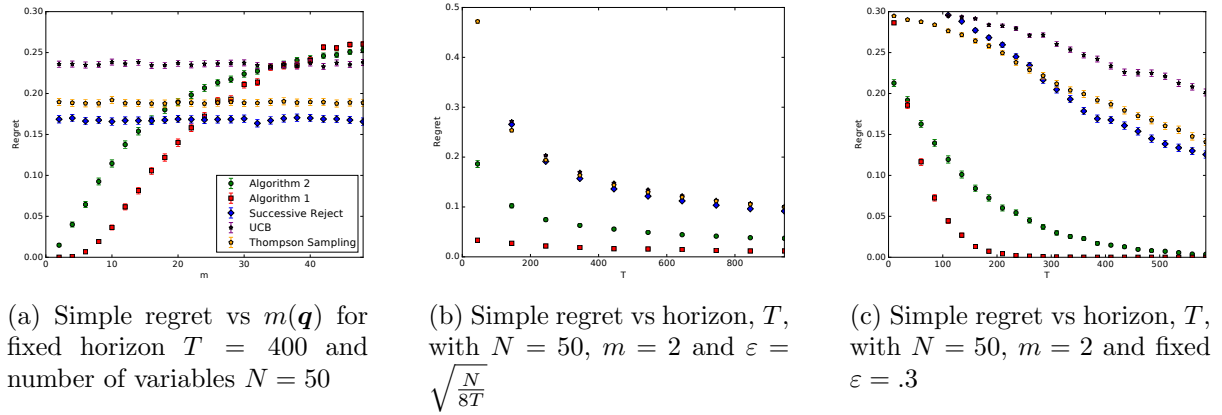 0.30
0.25
0.20
0.15
0.10
0.05
0.00
Regret
0
10
20
30
40
m
Algorithm 2
Algorithm 1
Successive Reject
UCB
Thompson Sampling
0.5
0.4
0.3
0.2
0.1
0.0
Regret
0
200
400
600
800
T
0.30
0.25
0.20
0.15
0.10
0.05
0.00
Regret
0
100
200
300
400
500
T
(a) Simple regret vs m(q) for
fixed horizon T = 400 and
number of variables N = 50
(b) Simple regret vs horizon, T,
with N = 50, m = 2 and ε =
√(N/8T)
(c) Simple regret vs horizon, T,
with N = 50, m = 2 and fixed
ε = .3